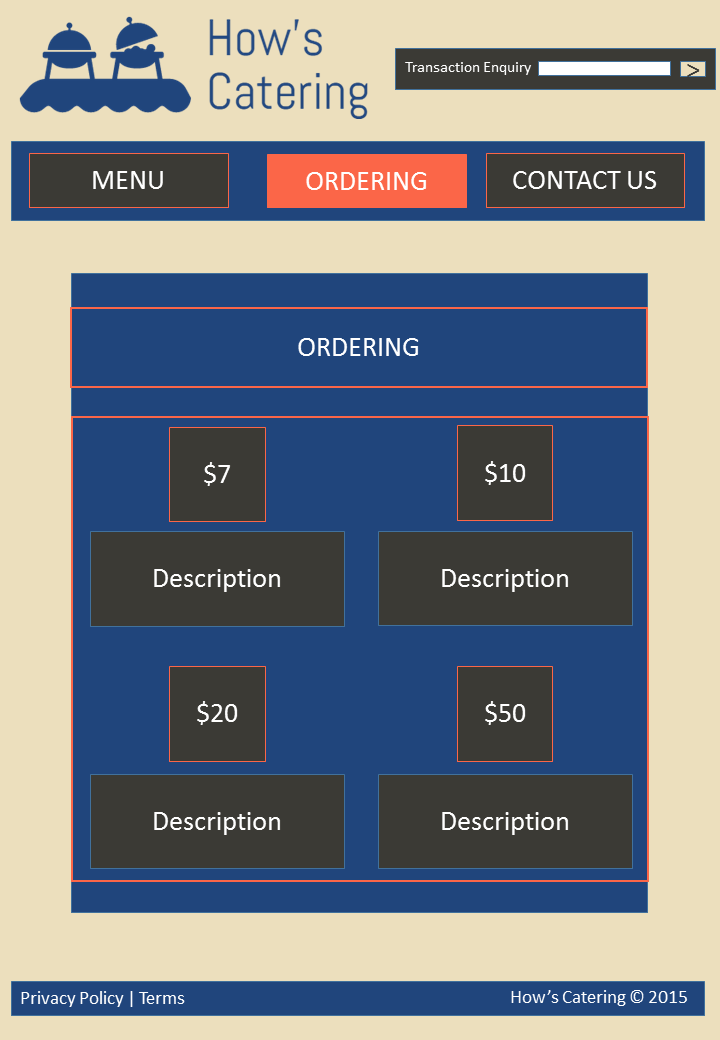 How's
Catering
Transaction Enquiry
>
MENU
ORDERING
CONTACT US
ORDERING
$7
$10
Description
Description
$20
$50
Description
Description
Privacy Policy | Terms
How's Catering © 2015